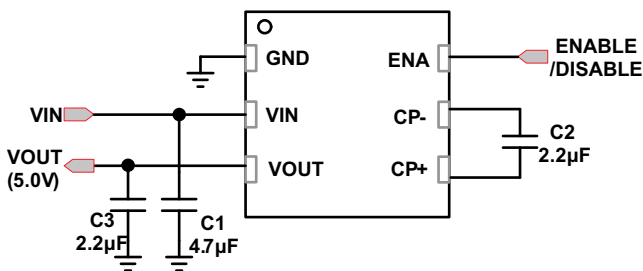 GND
ENA
ENABLE
/DISABLE
VIN
VIN
CP-
C2
2.2µF
VOUT
(5.0V)
VOUT
CP+
C3
2.2µF
C1
4.7µF